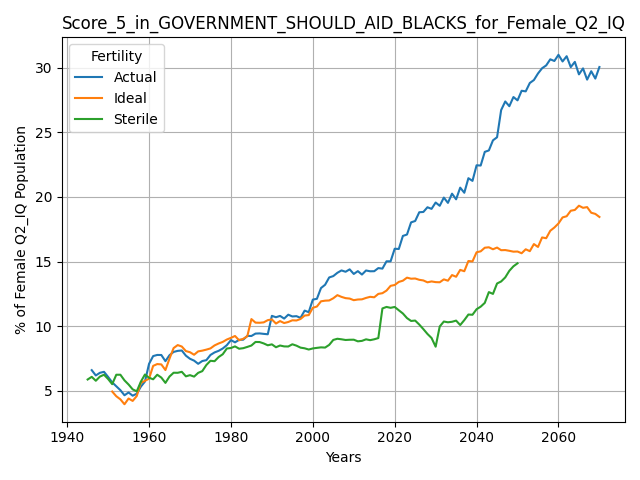 Score_5_in_GOVERNMENT_SHOULD_AID_BLACKS_for_Female_Q2_IQ
Fertility
Actual
Ideal
Sterile
% of Female Q2_IQ Population
30
25
20
15
10
5
1940 1960 1980 2000 2020 2040 2060
Years